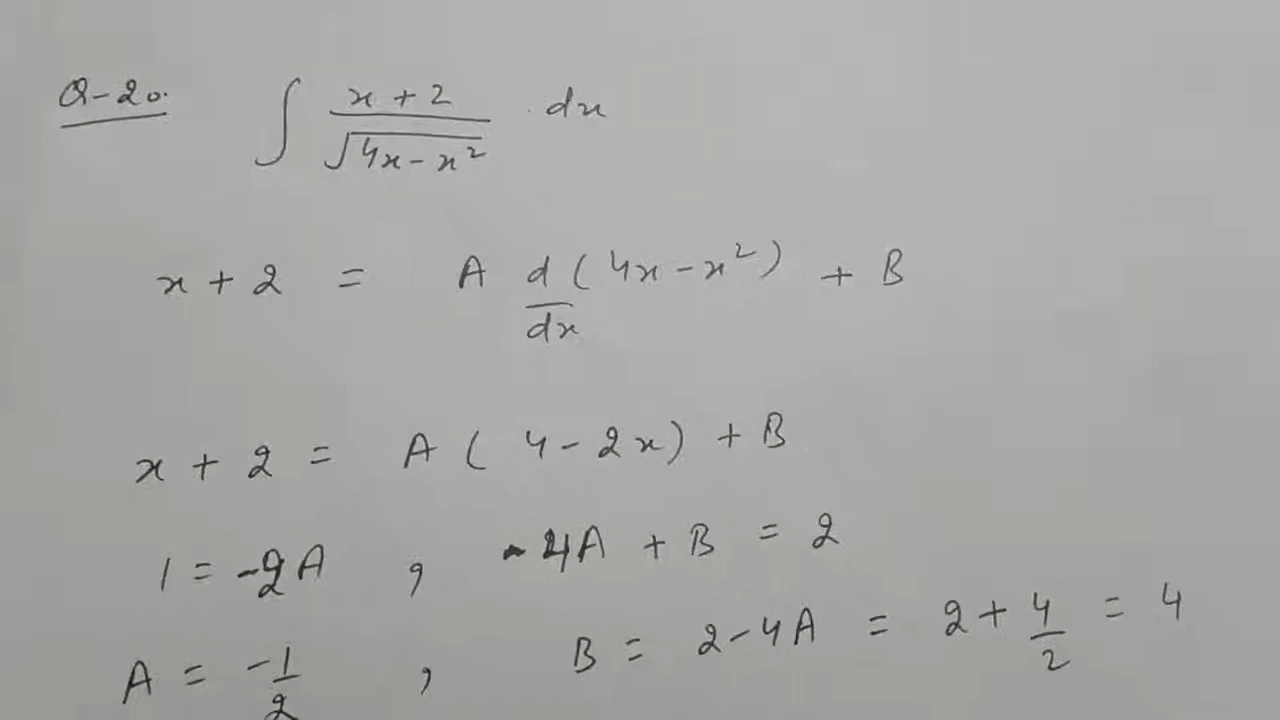 Q-20. ∫ (x + 2)/√(4x - x²) · dx
x + 2 = A d/dx (4x - x²) + B
x + 2 = A ( 4 - 2x) + B
1 = -2A , - 4A + B = 2
A = -1/2 , B = 2 - 4A = 2 + 4/2 = 4